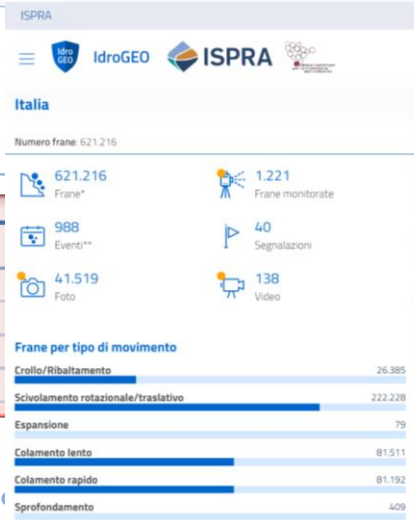 ISPRA
Idro GEO IdroGEO ISPRA
Italia
Numero frane: 621.216
621.216
Frane*
1.221
Frane monitorate
988
Eventi**
40
Segnalazioni
41.519
Foto
138
Video
Frane per tipo di movimento
Crollo/Ribaltamento 26.385
Scivolamento rotazionale/traslativo 222.228
Espansione 79
Colamento lento 81.511
Colamento rapido 81.192
Sprofondamento 409